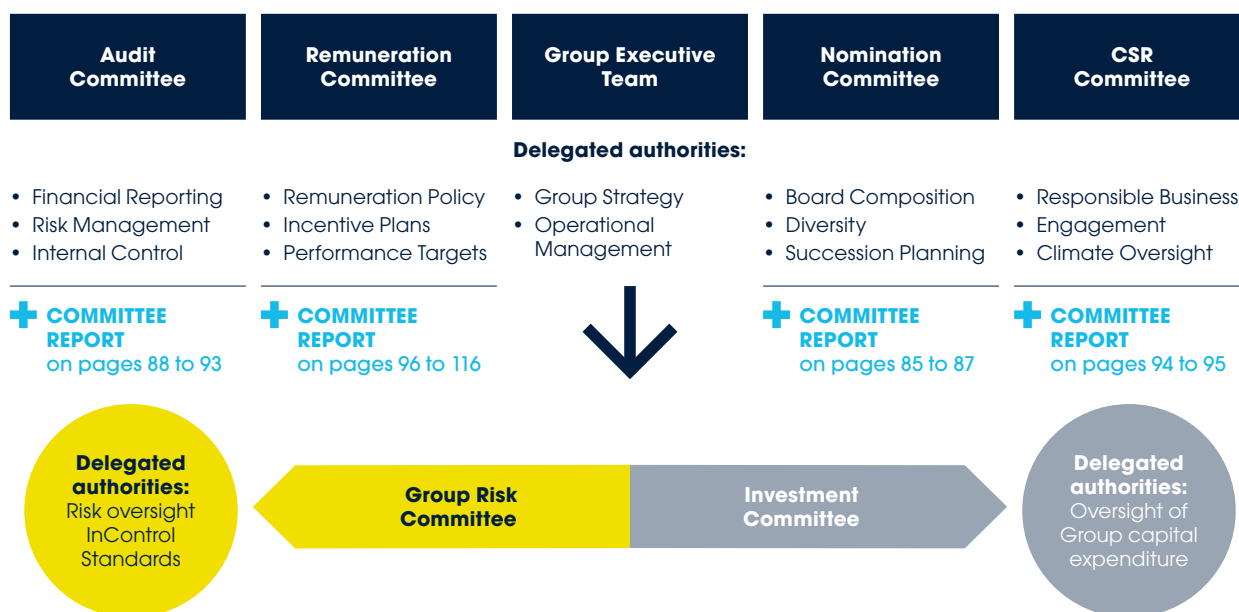 Audit
Committee
Remuneration
Committee
Group Executive
Team
Nomination
Committee
CSR
Committee
Delegated authorities:
• Financial Reporting
• Risk Management
• Internal Control
• Remuneration Policy
• Incentive Plans
• Performance Targets
• Group Strategy
• Operational
Management
• Board Composition
• Diversity
• Succession Planning
• Responsible Business
• Engagement
• Climate Oversight
COMMITTEE
REPORT
on pages 88 to 93
COMMITTEE
REPORT
on pages 96 to 116
COMMITTEE
REPORT
on pages 85 to 87
COMMITTEE
REPORT
on pages 94 to 95
Delegated
authorities:
Risk oversight
InControl
Standards
Group Risk
Committee
Investment
Committee
Delegated
authorities:
Oversight of
Group capital
expenditure